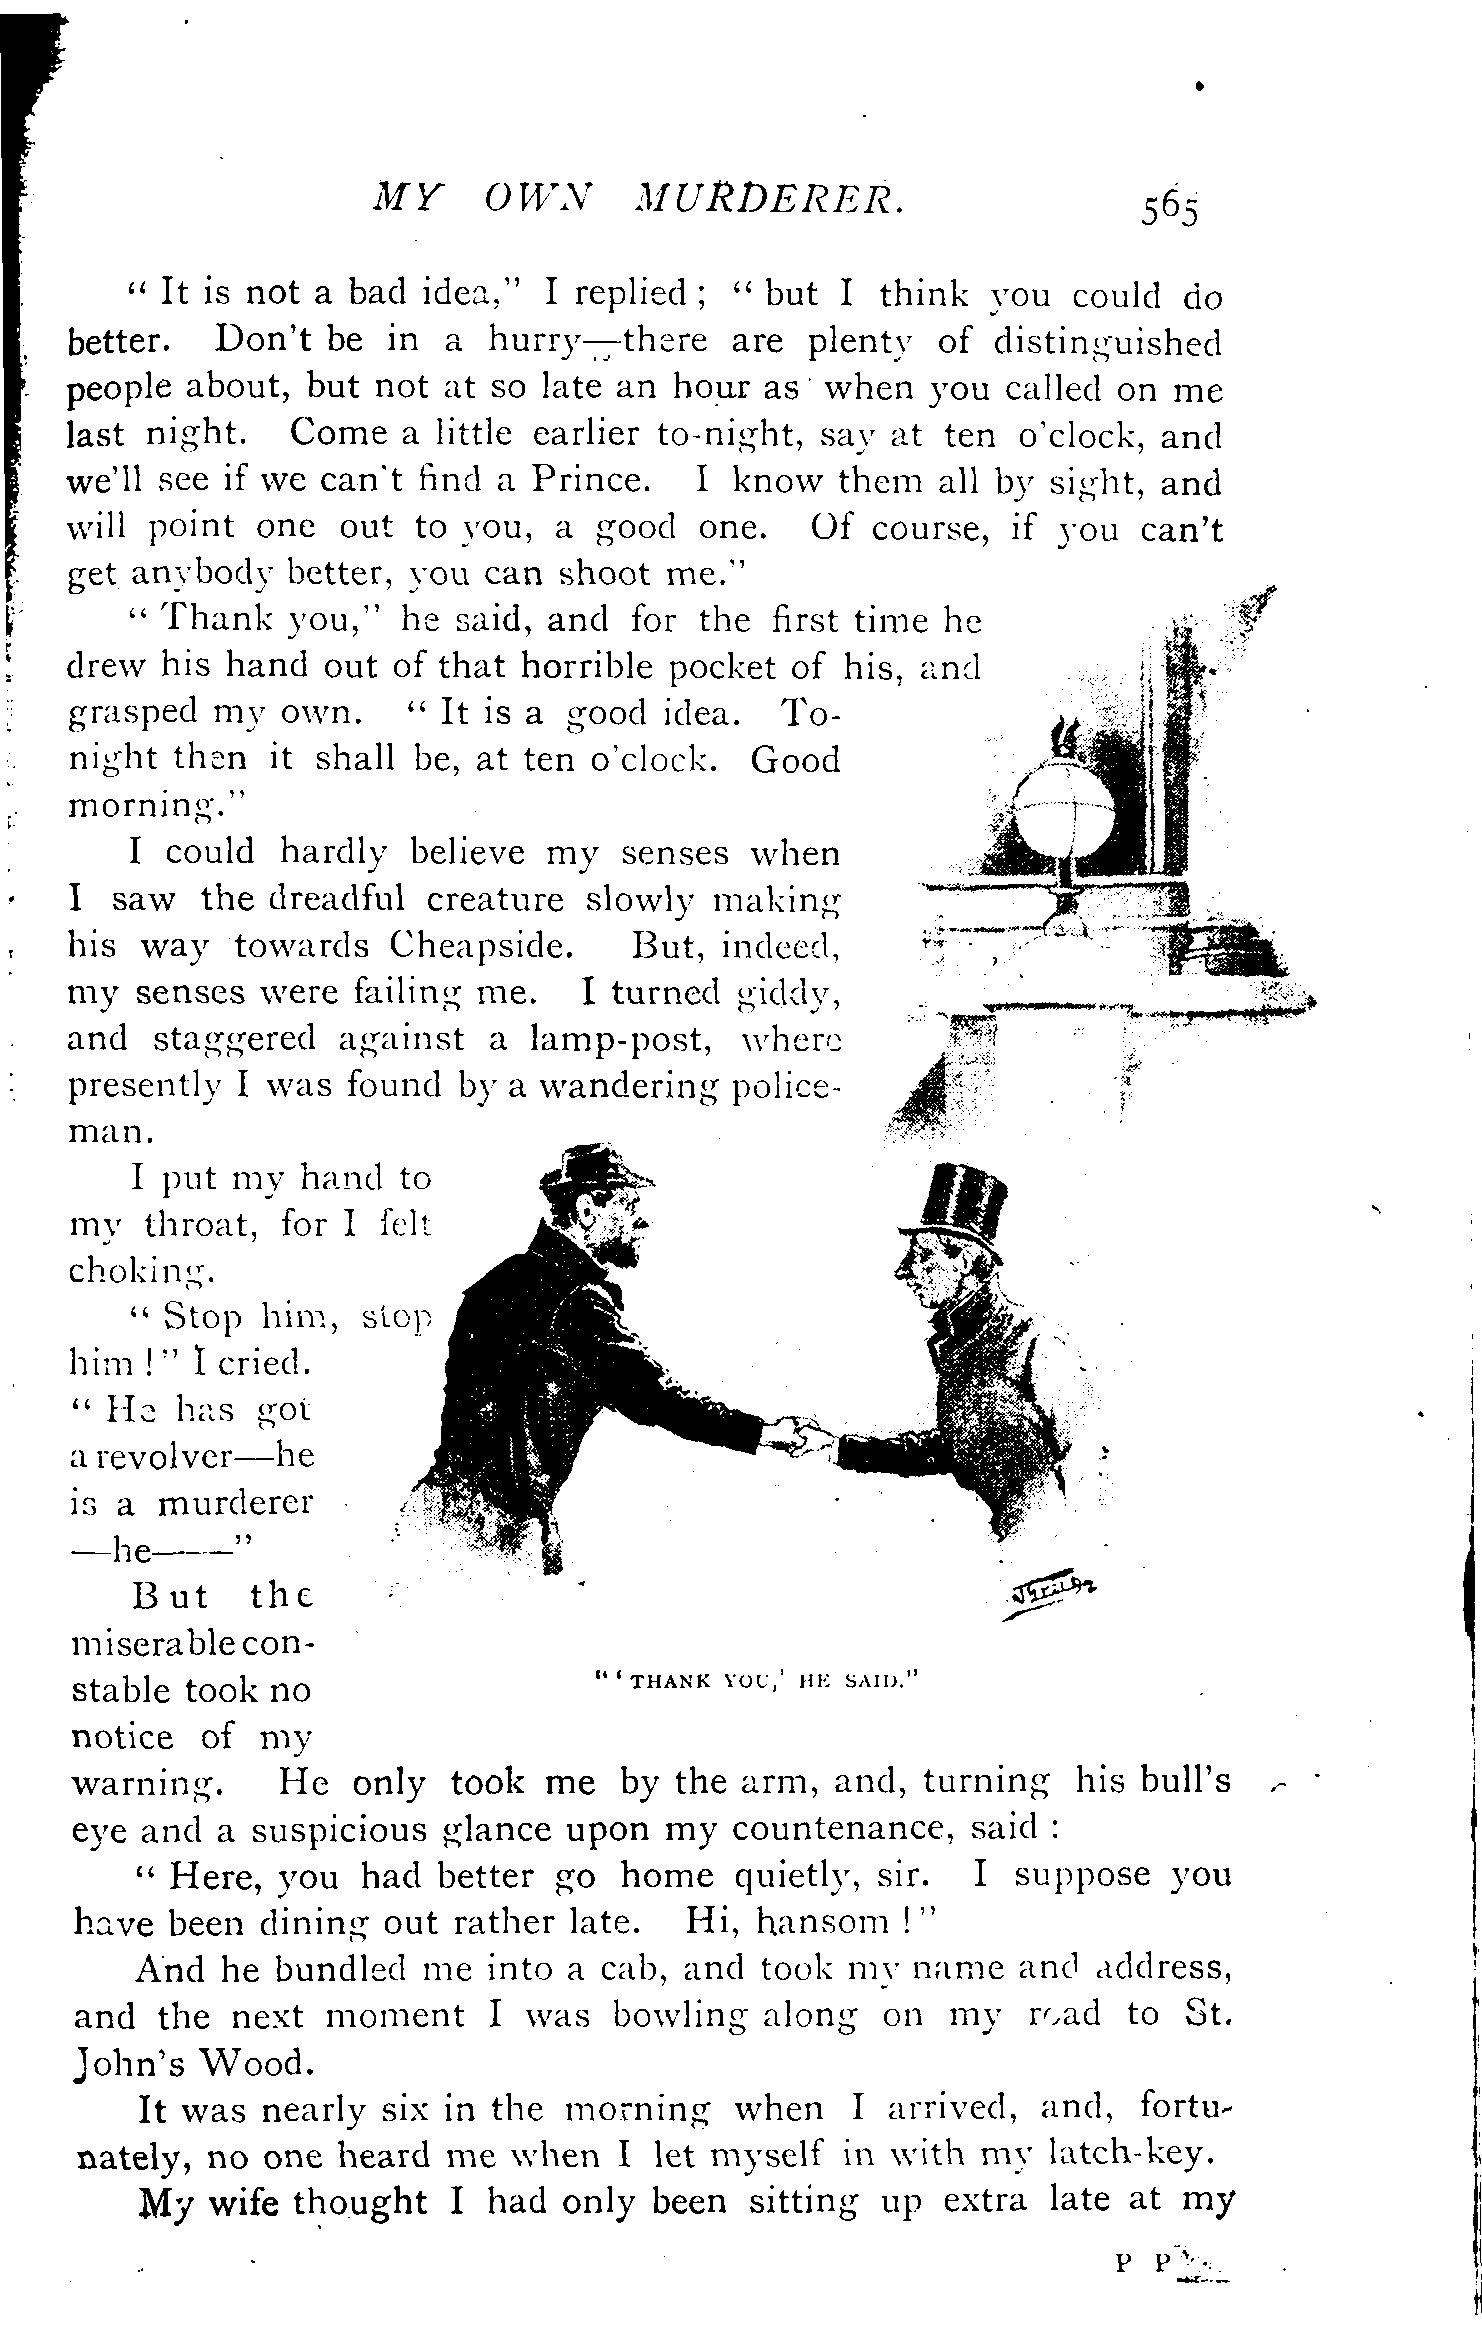 MY OWN MURDERER. 565
" It is not a bad idea," I replied ; " but I think you could do
better. Don't be in a hurry—there are plenty of distinguished
people about, but not at so late an hour as when you called on me
last night. Come a little earlier to-night, say at ten o'clock, and
we'll see if we can't find a Prince. I know them all by sight, and
will point one out to you, a good one. Of course, if you can't
get anybody better, you can shoot me."
" Thank you," he said, and for the first time he
drew his hand out of that horrible pocket of his, and
grasped my own. " It is a good idea. To-
night then it shall be, at ten o'clock. Good
morning."
I could hardly believe my senses when
I saw the dreadful creature slowly making
his way towards Cheapside. But, indeed,
my senses were failing me. I turned giddy,
and staggered against a lamp-post, where
presently I was found by a wandering police-
man.
I put my hand to
my throat, for I felt
choking.
" Stop him, stop
him !" I cried.
" He has got
a revolver—he
is a murderer
—he——"
But the
miserable con-
stable took no
notice of my
warning. He only took me by the arm, and, turning his bull's
eye and a suspicious glance upon my countenance, said :
" Here, you had better go home quietly, sir. I suppose you
have been dining out rather late. Hi, hansom !"
And he bundled me into a cab, and took my name and address,
and the next moment I was bowling along on my road to St.
John's Wood.
It was nearly six in the morning when I arrived, and, fortu-
nately, no one heard me when I let myself in with my latch-key.
My wife thought I had only been sitting up extra late at my
"'THANK YOU,' HE SAID."
P P